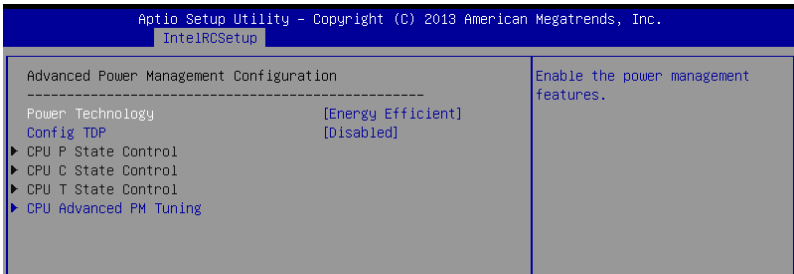 Aptio Setup Utility – Copyright (C) 2013 American Megatrends, Inc.
IntelRCSetup
Advanced Power Management Configuration
------------------------------------------------
Power Technology [Energy Efficient]
Config TDP [Disabled]
CPU P State Control
CPU C State Control
CPU T State Control
CPU Advanced PM Tuning
Enable the power management
features.